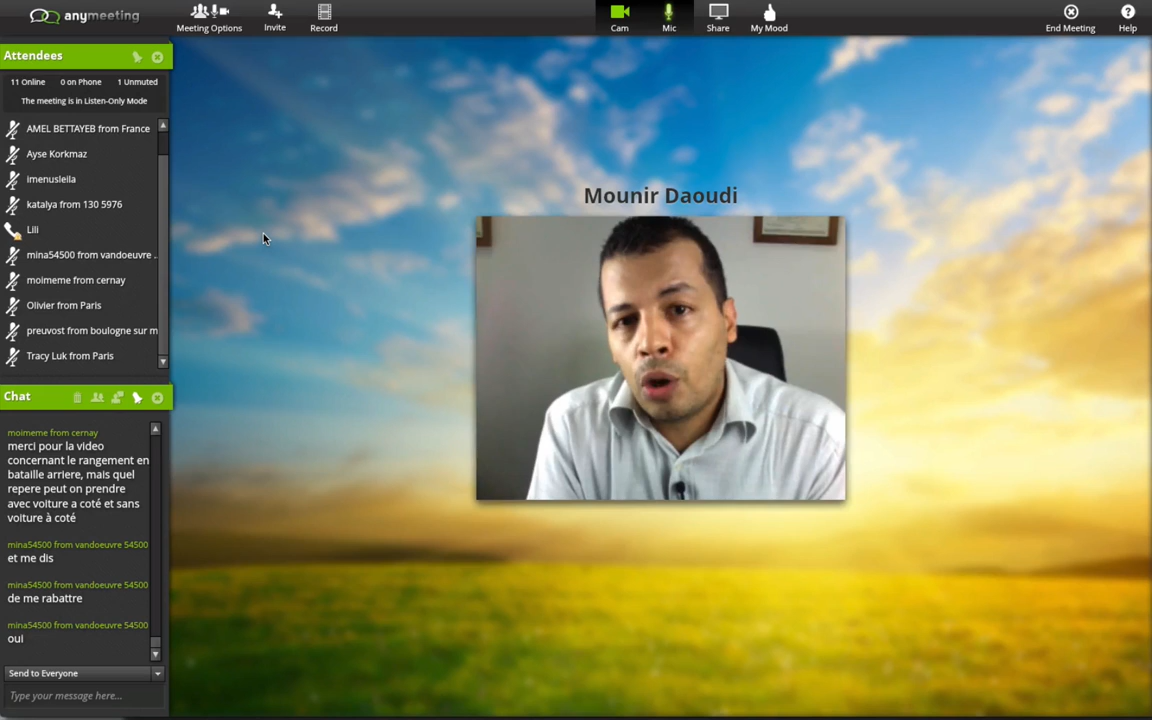 anymeeting
Meeting Options
Invite
Record
Cam
Mic
Share
My Mood
End Meeting
Help
Attendees
11 Online 0 on Phone 1 Unmuted
The meeting is in Listen-Only Mode
AMEL BETTAYEB from France
Ayse Korkmaz
imenusleila
katalya from 130 5976
Lili
mina54500 from vandoeuvre ..
moimeme from cernay
Olivier from Paris
preuvost from boulogne sur m
Tracy Luk from Paris
Chat
moimeme from cernay
merci pour la video
concernant le rangement en
bataille arriere, mais quel
repere peut on prendre
avec voiture a coté et sans
voiture à coté
mina54500 from vandoeuvre 54500
et me dis
mina54500 from vandoeuvre 54500
de me rabattre
mina54500 from vandoeuvre 54500
oui
Send to Everyone
Type your message here...
Mounir Daoudi